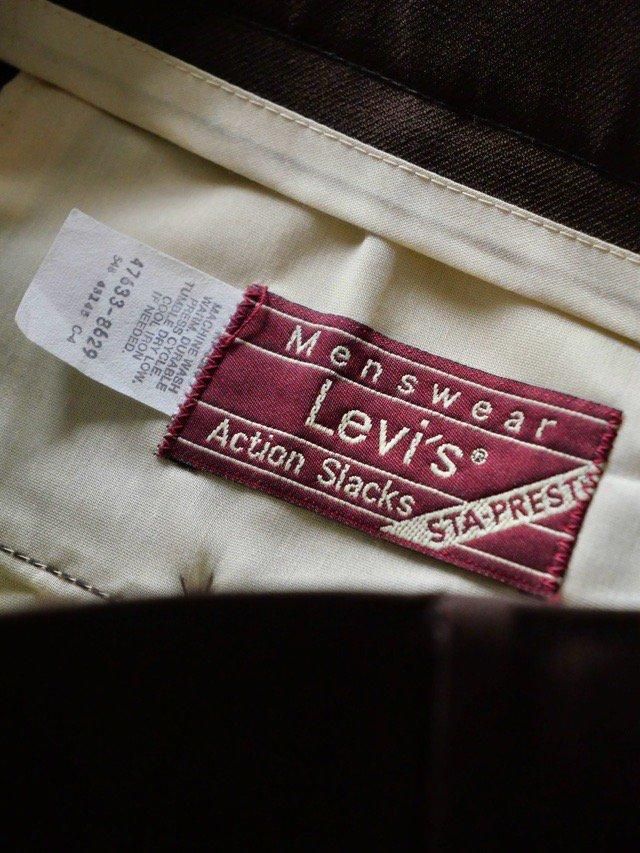 Menswear
Levi's®
Action Slacks
STA-PREST®
MACHINE WASH
WARM, DURABLE
PRESS CYCLE
TUMBLE DRY LOW.
COOL IRON
IF NEEDED.
47633-8629